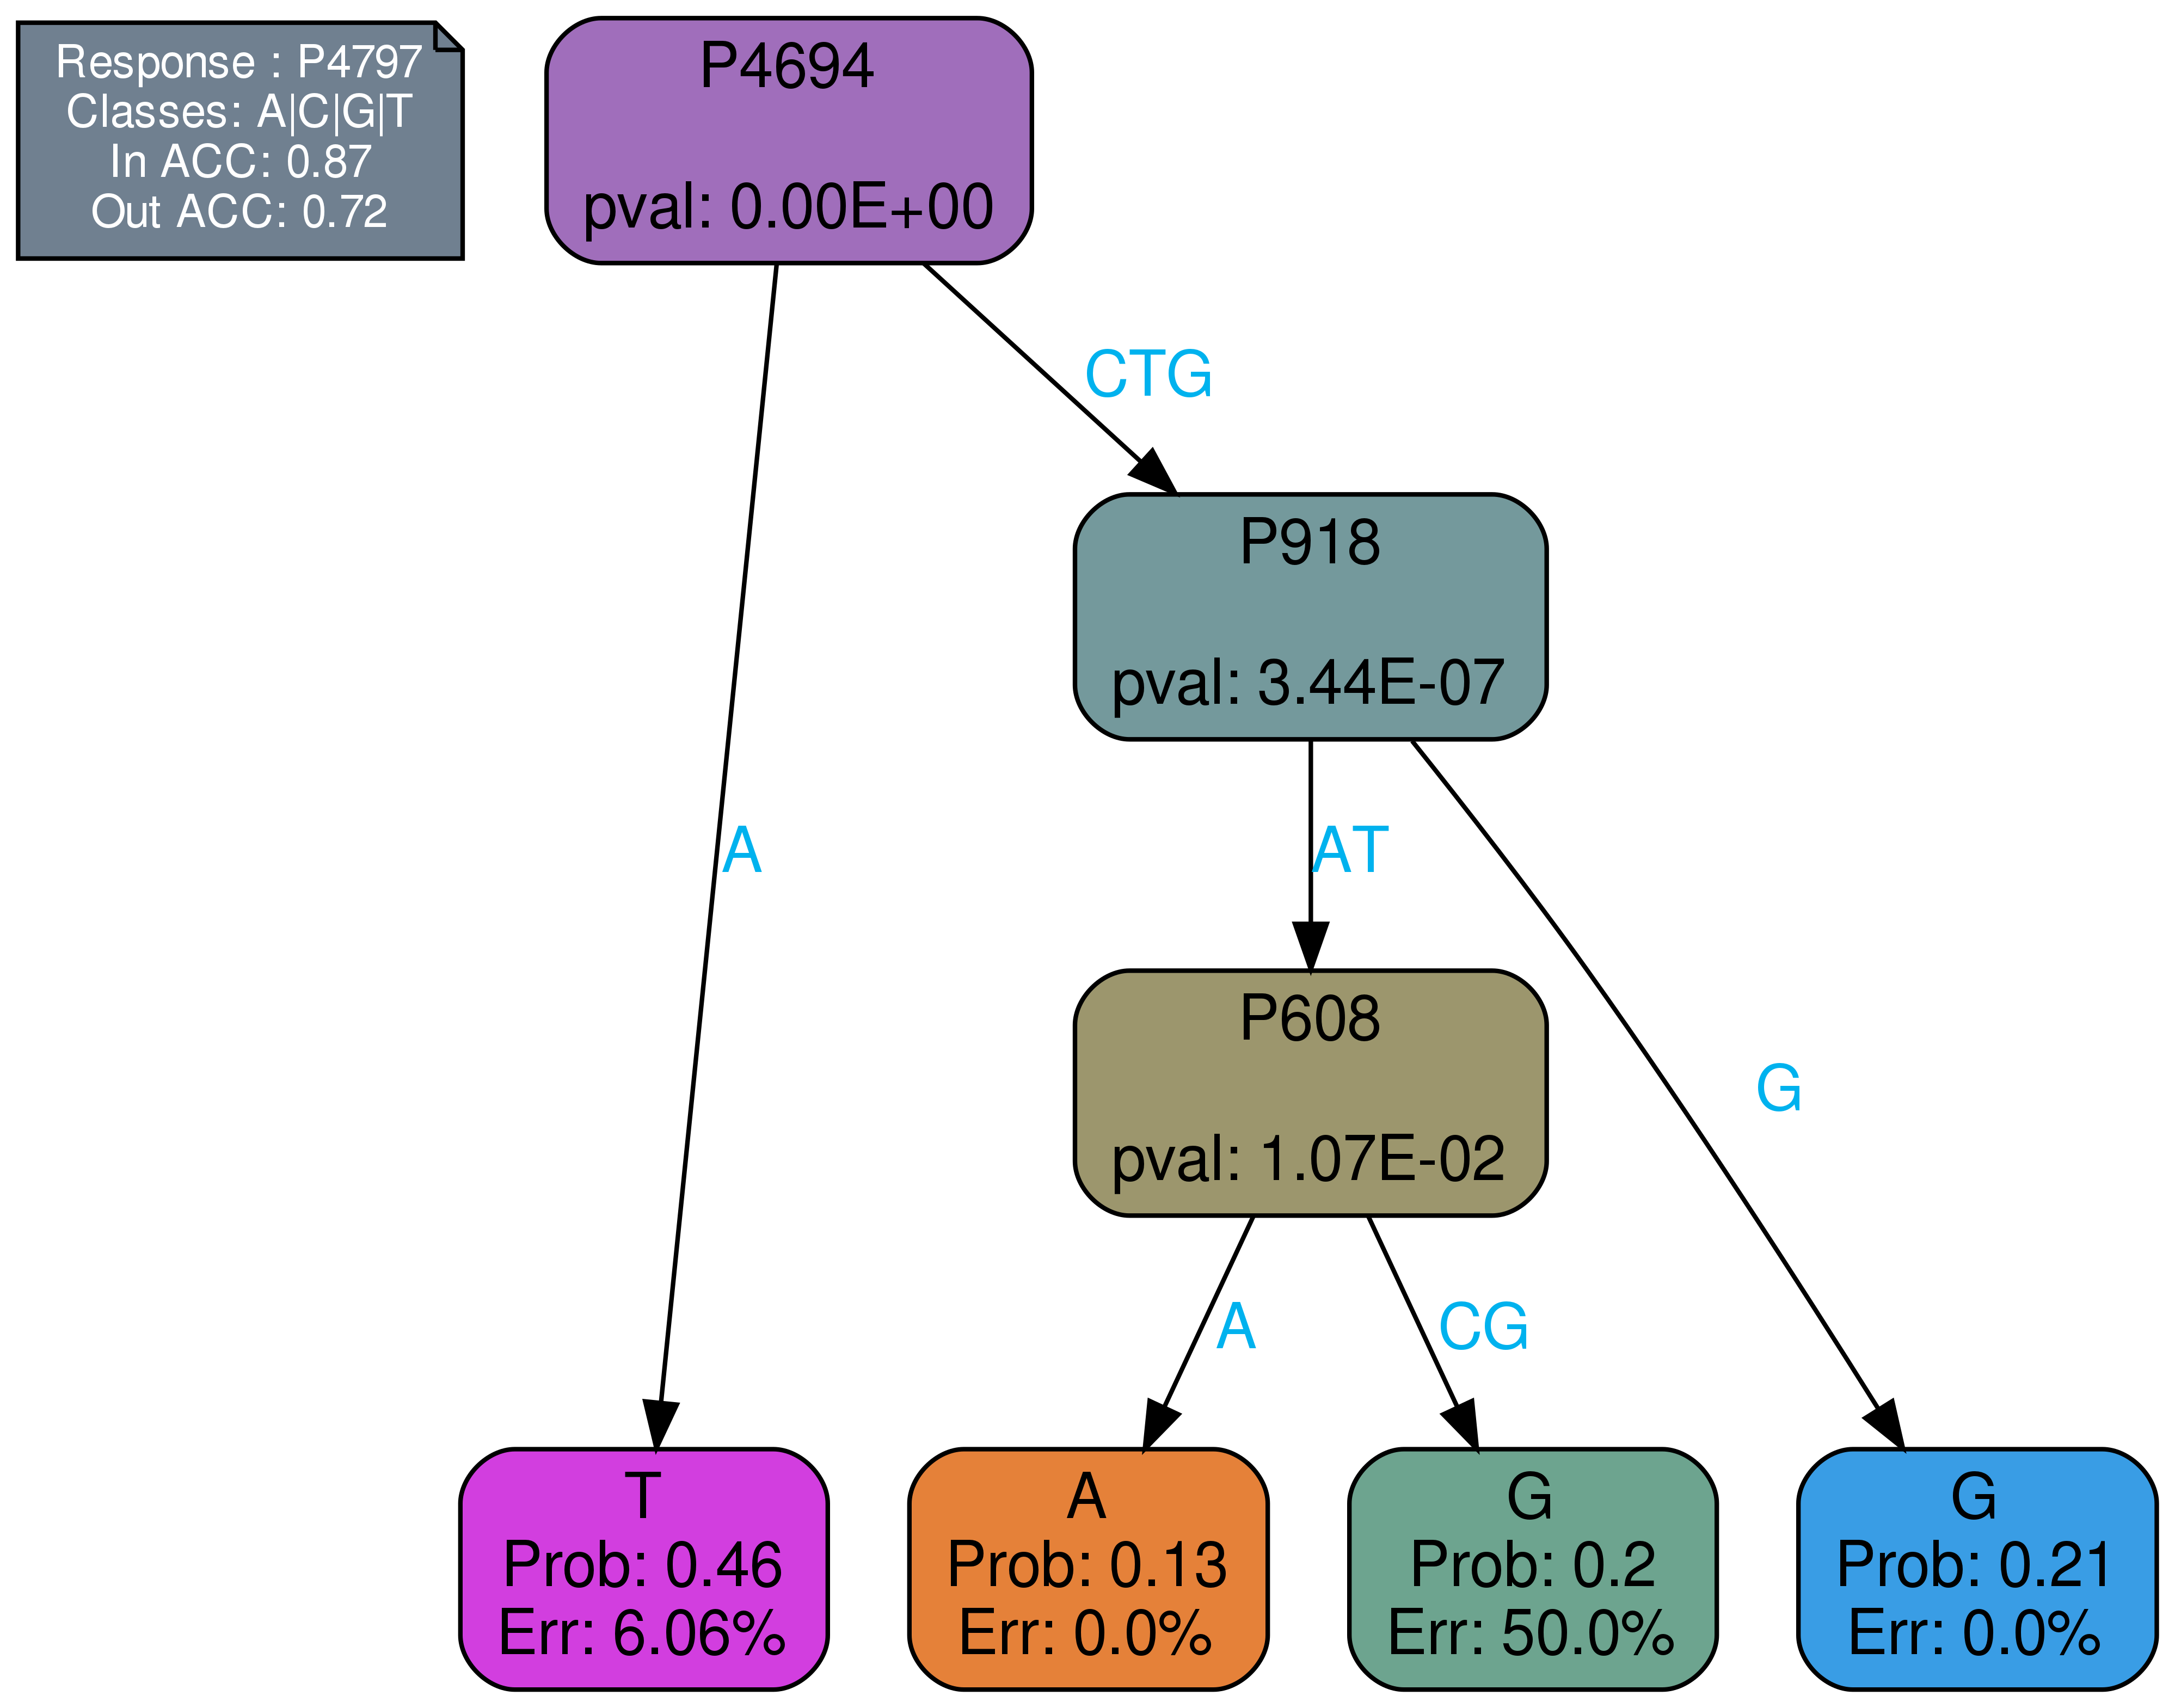 Response : P4797
Classes: A|C|G|T
In ACC: 0.87
Out ACC: 0.72
P4694
pval: 0.00E+00
CTG
P918
pval: 3.44E-07
A
AT
G
P608
pval: 1.07E-02
A
CG
T
Prob: 0.46
Err: 6.06%
A
Prob: 0.13
Err: 0.0%
G
Prob: 0.2
Err: 50.0%
G
Prob: 0.21
Err: 0.0%